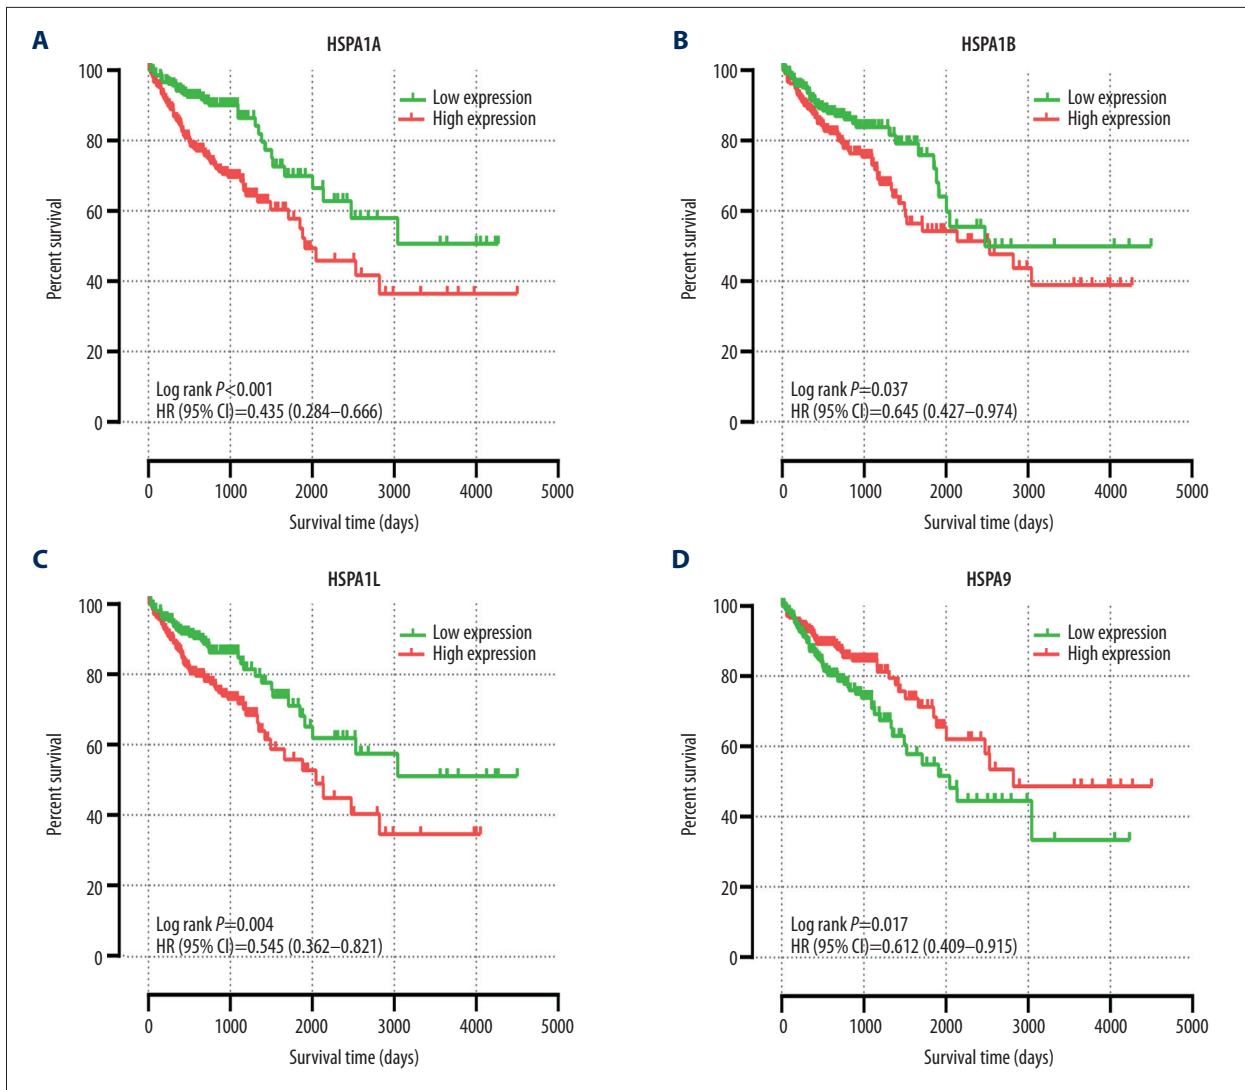 A
HSPA1A
100
80
60
40
20
0
Percent survival
Low expression
High expression
Log rank P<0.001
HR (95% CI)=0.435 (0.284–0.666)
0 1000 2000 3000 4000 5000
Survival time (days)
B
HSPA1B
100
80
60
40
20
0
Percent survival
Low expression
High expression
Log rank P=0.037
HR (95% CI)=0.645 (0.427–0.974)
0 1000 2000 3000 4000 5000
Survival time (days)
C
HSPA1L
100
80
60
40
20
0
Percent survival
Low expression
High expression
Log rank P=0.004
HR (95% CI)=0.545 (0.362–0.821)
0 1000 2000 3000 4000 5000
Survival time (days)
D
HSPA9
100
80
60
40
20
0
Percent survival
Low expression
High expression
Log rank P=0.017
HR (95% CI)=0.612 (0.409–0.915)
0 1000 2000 3000 4000 5000
Survival time (days)